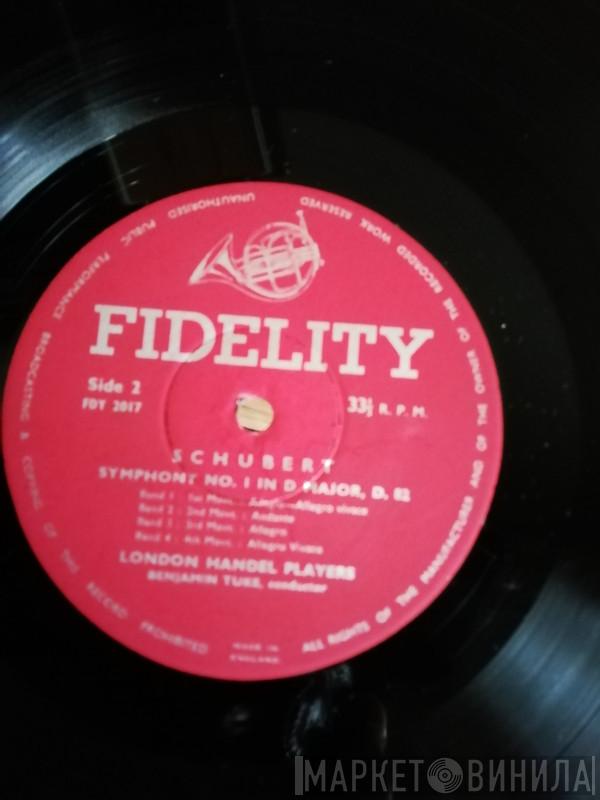 UNAUTHORISED PUBLIC PERFORMANCE BROADCASTING & COPYING OF THIS RECORD PROHIBITED
ALL RIGHTS OF THE MANUFACTURER AND OF THE OWNER OF THE RECORDED WORK RESERVED
FIDELITY
Side 2
33⅓ R.P.M.
FDY 2017
SCHUBERT
SYMPHONY NO. 1 IN D MAJOR, D. 82
Band 1 : 1st Movt. : Adagio—Allegro vivace
Band 2 : 2nd Movt. : Andante
Band 3 : 3rd Movt. : Allegro
Band 4 : 4th Movt. : Allegro Vivace
LONDON HANDEL PLAYERS
BENJAMIN TUKE, conductor
MADE IN
ENGLAND
МАРКЕТ ВИНИЛА